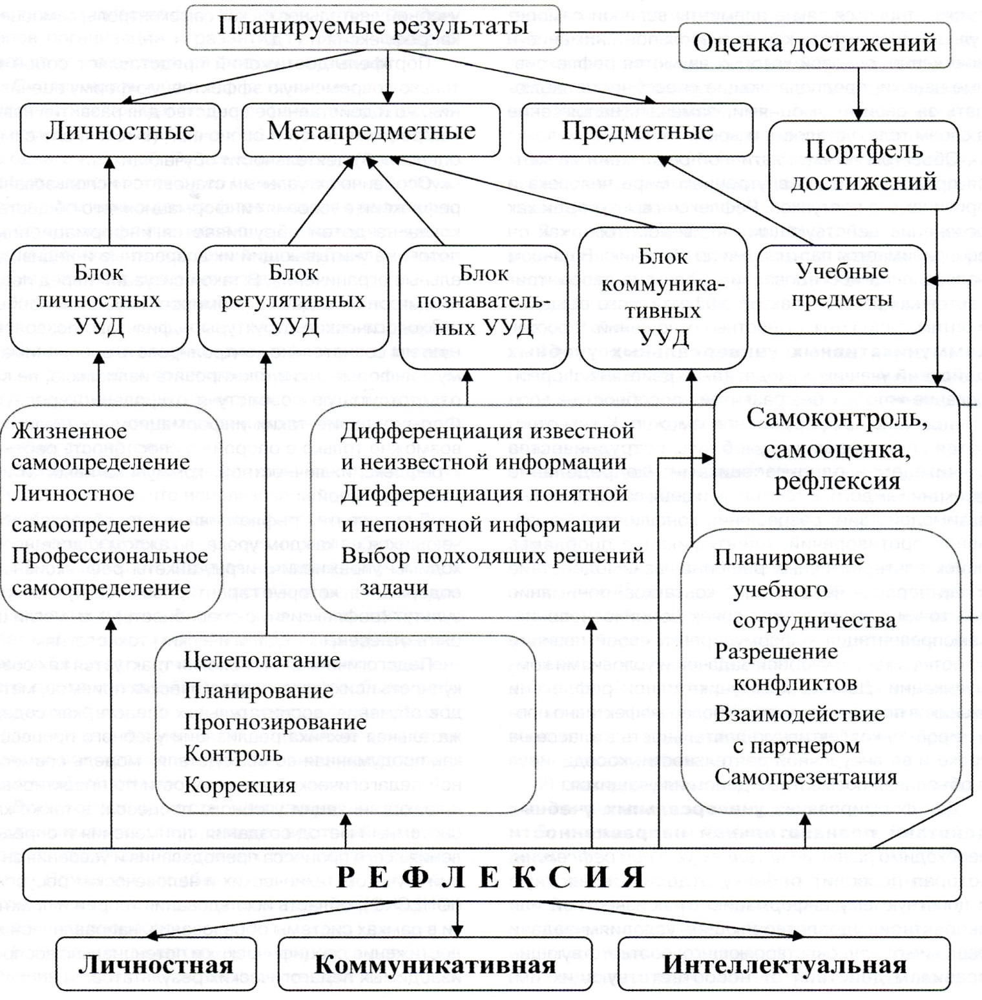 Планируемые результаты
Оценка достижений
Личностные
Метапредметные
Предметные
Портфель
достижений
Блок
личностных
УУД
Блок
регулятивных
УУД
Блок
познаватель-
ных УУД
Блок
коммуника-
тивных
УУД
Учебные
предметы
Жизненное
самоопределение
Личностное
самоопределение
Профессиональное
самоопределение
Дифференциация известной
и неизвестной информации
Дифференциация понятной
и непонятной информации
Выбор подходящих решений
задачи
Самоконтроль,
самооценка,
рефлексия
Целеполагание
Планирование
Прогнозирование
Контроль
Коррекция
Планирование
учебного
сотрудничества
Разрешение
конфликтов
Взаимодействие
с партнером
Самопрезентация
РЕФЛЕКСИЯ
Личностная
Коммуникативная
Интеллектуальная